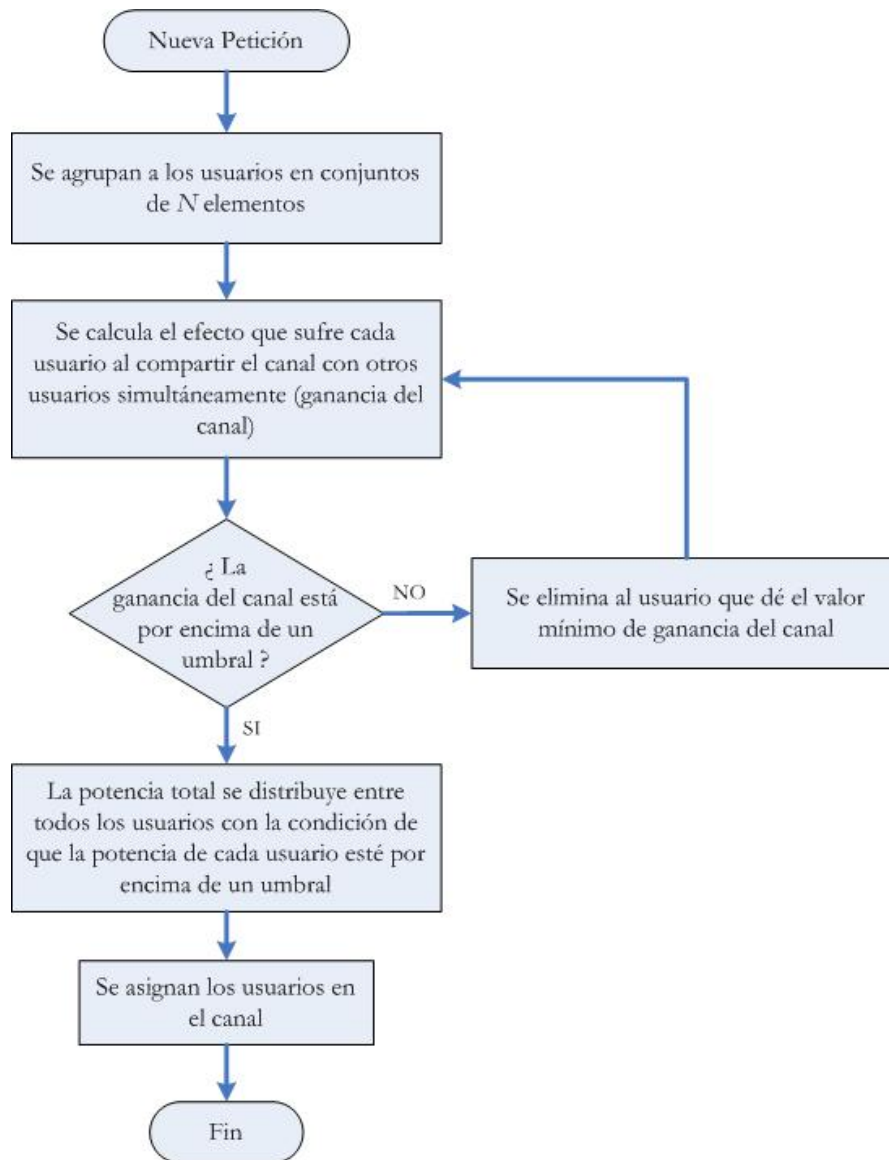 Nueva Petición
Se agrupan a los usuarios en conjuntos
de N elementos
Se calcula el efecto que sufre cada
usuario al compartir el canal con otros
usuarios simultáneamente (ganancia del
canal)
¿ La
ganancia del canal está
por encima de un
umbral ?
NO
Se elimina al usuario que dé el valor
mínimo de ganancia del canal
SI
La potencia total se distribuye entre
todos los usuarios con la condición de
que la potencia de cada usuario esté por
encima de un umbral
Se asignan los usuarios en
el canal
Fin